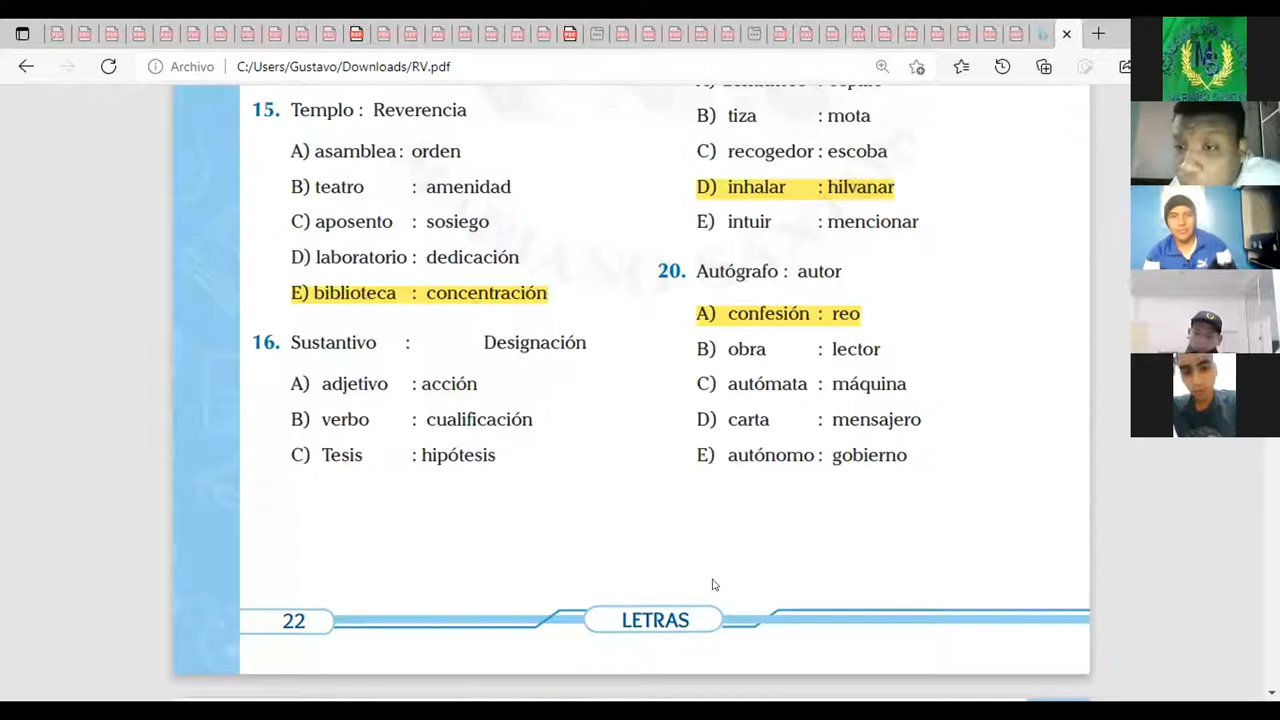 Archivo C:/Users/Gustavo/Downloads/RV.pdf
15. Templo : Reverencia
A) asamblea : orden
B) teatro : amenidad
C) aposento : sosiego
D) laboratorio : dedicación
E) biblioteca : concentración
16. Sustantivo : Designación
A) adjetivo : acción
B) verbo : cualificación
C) Tesis : hipótesis
B) tiza : mota
C) recogedor : escoba
D) inhalar : hilvanar
E) intuir : mencionar
20. Autógrafo : autor
A) confesión : reo
B) obra : lector
C) autómata : máquina
D) carta : mensajero
E) autónomo : gobierno
22
LETRAS